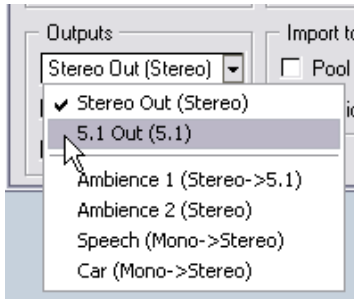 Outputs
Import to
Stereo Out (Stereo)
Pool
Stereo Out (Stereo)
5.1 Out (5.1)
Ambience 1 (Stereo->5.1)
Ambience 2 (Stereo)
Speech (Mono->Stereo)
Car (Mono->Stereo)